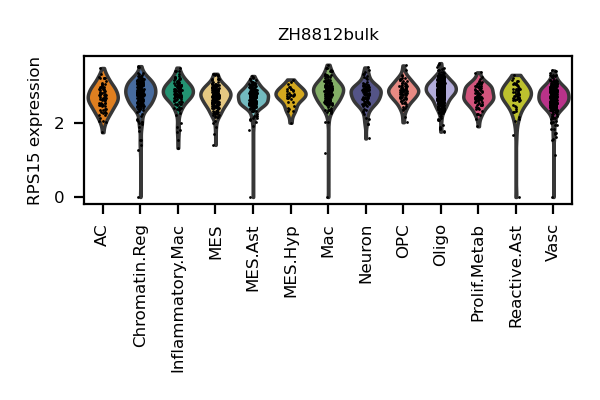 ZH8812bulk
RPS15 expression
2
0
AC
Chromatin.Reg
Inflammatory.Mac
MES
MES.Ast
MES.Hyp
Mac
Neuron
OPC
Oligo
Prolif.Metab
Reactive.Ast
Vasc